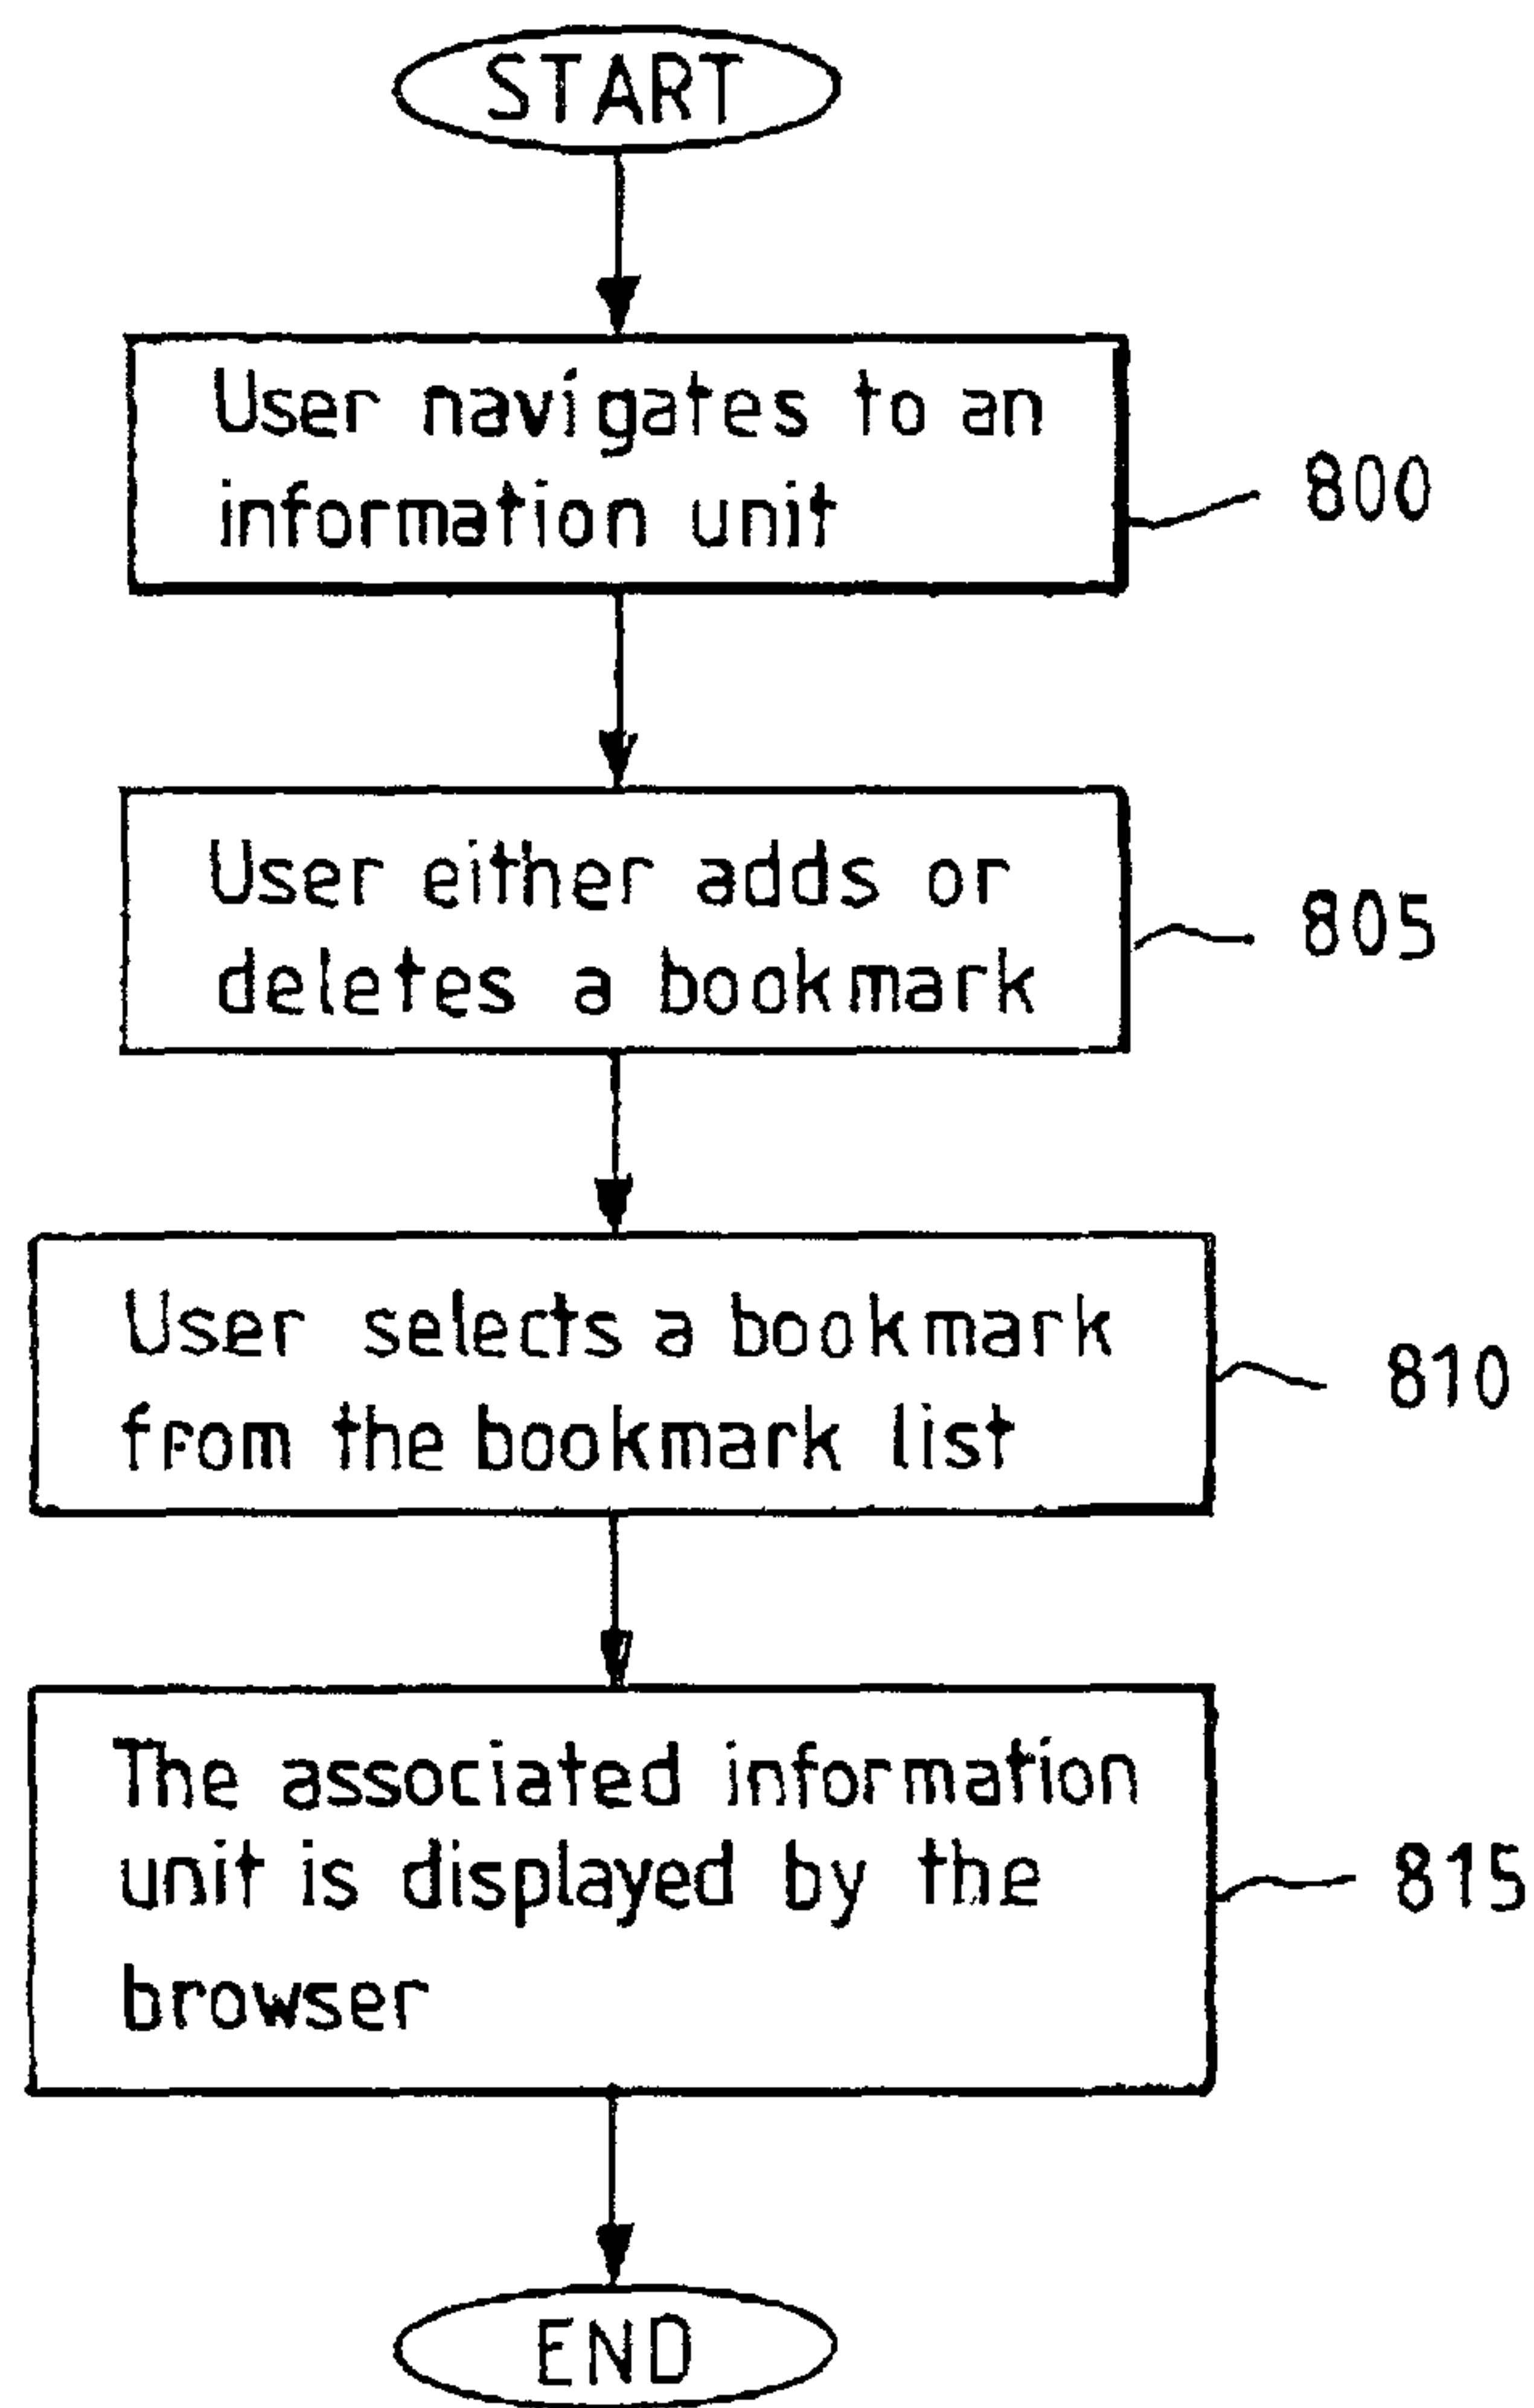 START
User navigates to an
information unit
800
User either adds or
deletes a bookmark
805
User selects a bookmark
from the bookmark list
810
The associated information
unit is displayed by the
browser
815
END